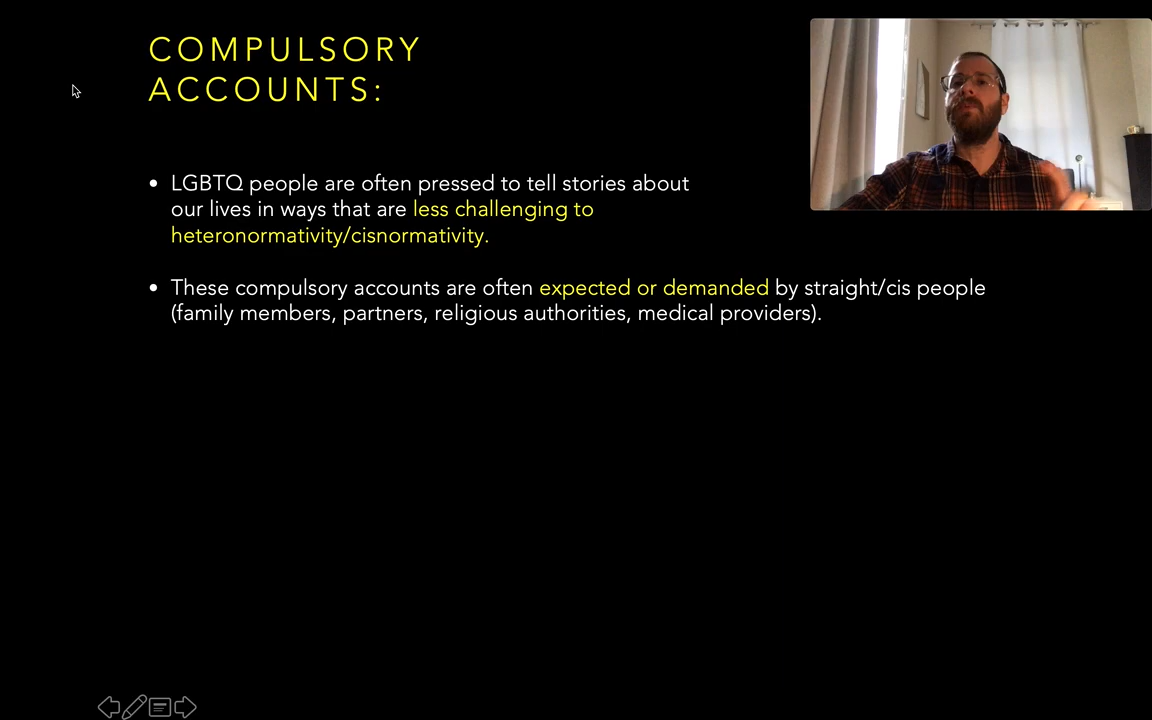 COMPULSORY
ACCOUNTS:
• LGBTQ people are often pressed to tell stories about
our lives in ways that are less challenging to
heteronormativity/cisnormativity.
• These compulsory accounts are often expected or demanded by straight/cis people
(family members, partners, religious authorities, medical providers).